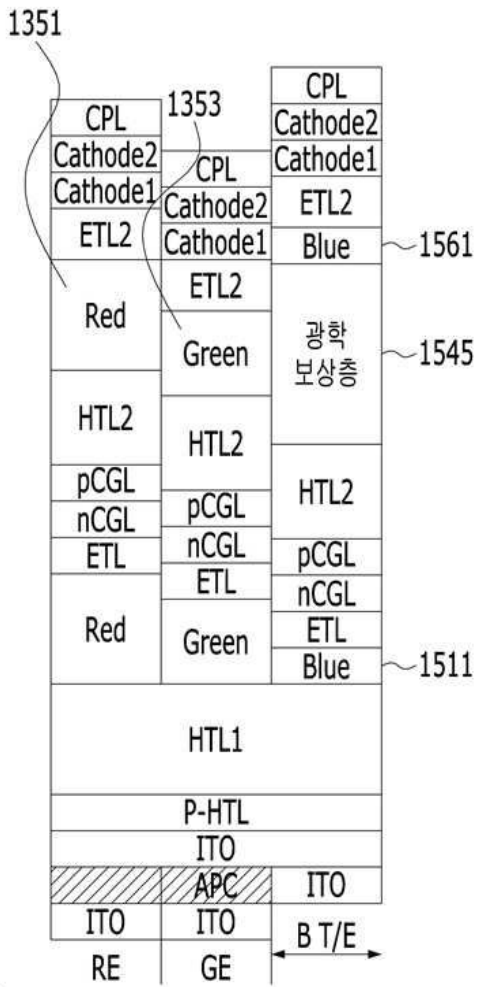 1351
1353
CPL
Cathode2
Cathode1
ETL2
Red
HTL2
pCGL
nCGL
ETL
Red
CPL
Cathode2
Cathode1
ETL2
Green
HTL2
pCGL
nCGL
ETL
Green
CPL
Cathode2
Cathode1
ETL2
Blue
1561
광학
보상층
1545
HTL2
pCGL
nCGL
ETL
Blue
1511
HTL1
P-HTL
ITO
APC
ITO
ITO
ITO
B T/E
RE
GE